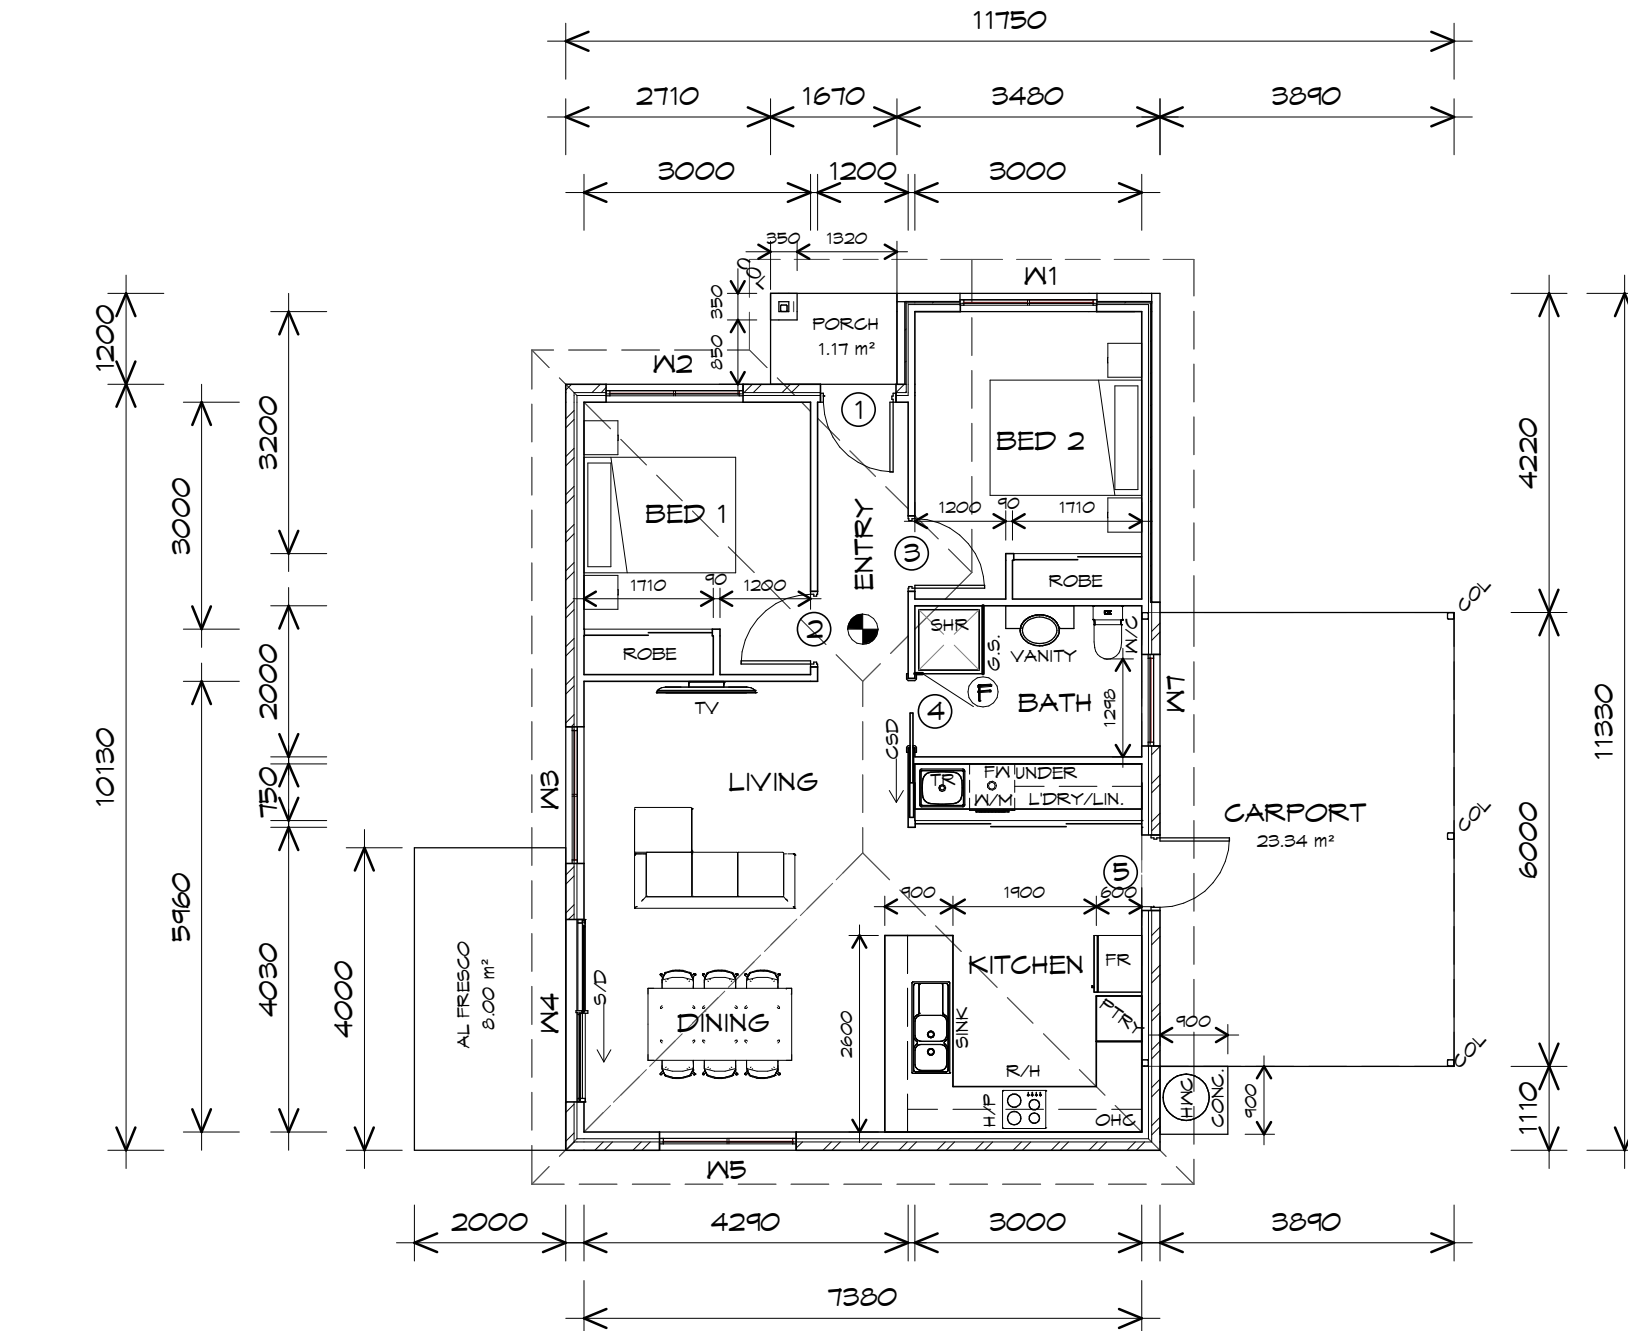 11750
2710
1670
3480
3890
3000
1200
3000
350
1320
W1
350
850
PORCH
1.17 m²
W2
1200
3200
3000
10130
2000
750
5960
4030
4000
1
BED 2
BED 1
ENTRY
1200
90
1710
3
ROBE
1710
90
1200
2
ROBE
SHR
G.S.
VANITY
W/C
F
BATH
1298
W7
4
TV
CSD
LIVING
W3
TR
FW UNDER
W/M
L'DRY/LIN.
CARPORT
23.34 m²
COL
COL
COL
4220
6000
11330
1110
5
900
1900
600
AL FRESCO
8.00 m²
W4
S/D
DINING
2600
SINK
KITCHEN
FR
PTRY
900
R/H
H/P
OHC
HWC
CONC.
900
W5
2000
4290
3000
3890
7380